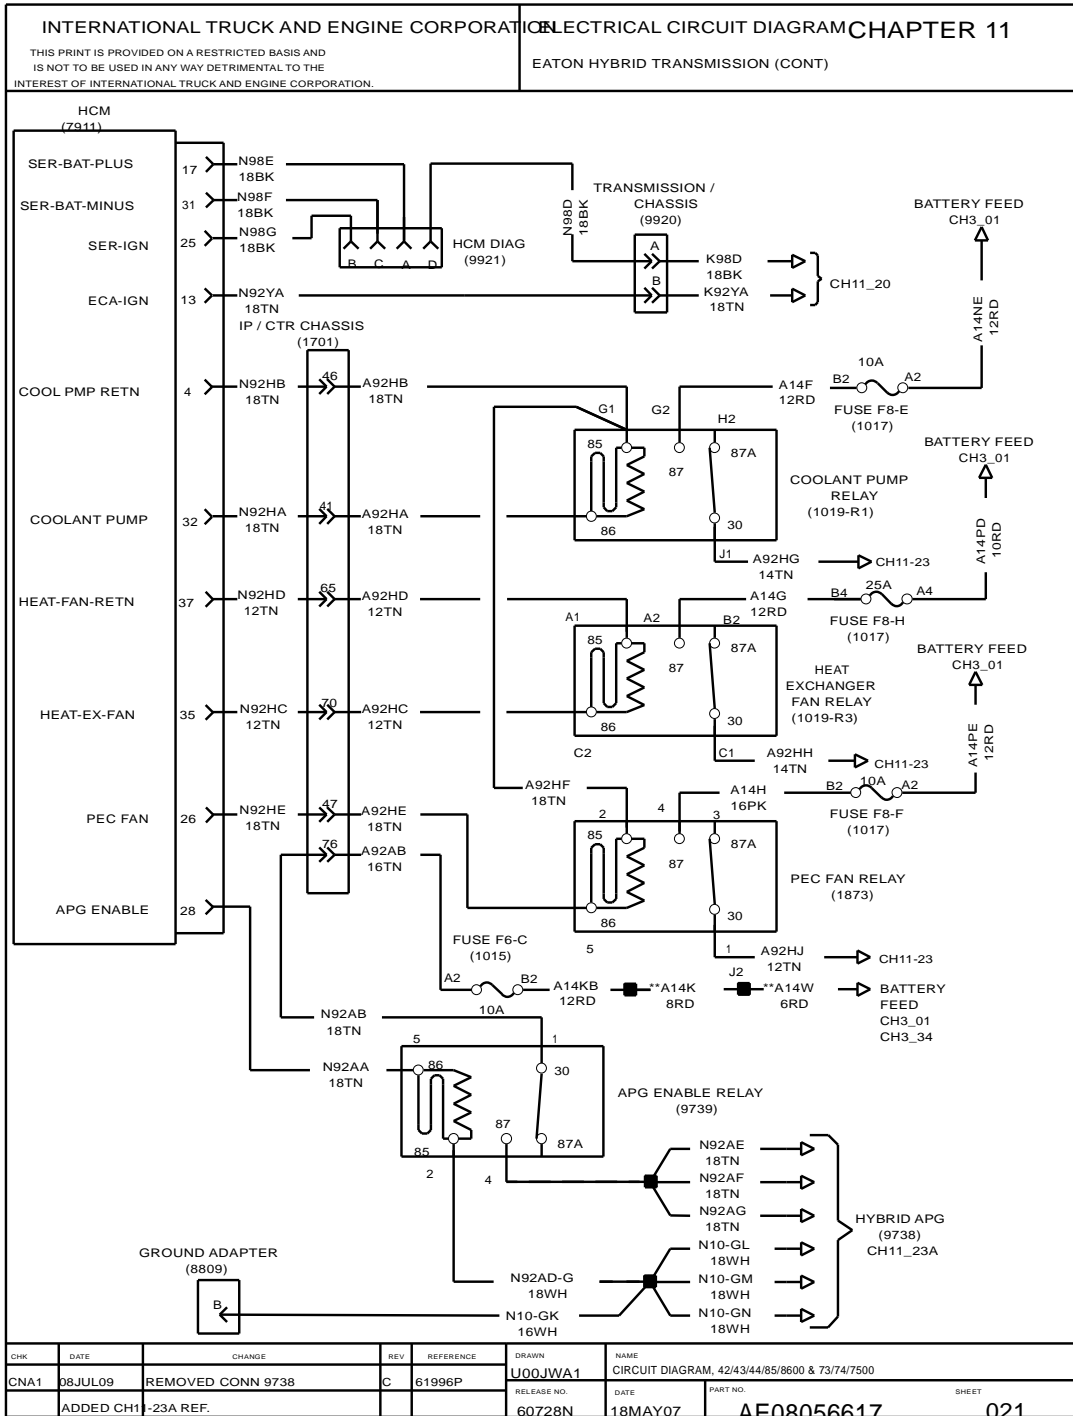 INTERNATIONAL TRUCK AND ENGINE CORPORATION
ELECTRICAL CIRCUIT DIAGRAM
CHAPTER 11
THIS PRINT IS PROVIDED ON A RESTRICTED BASIS AND
IS NOT TO BE USED IN ANY WAY DETRIMENTAL TO THE
INTEREST OF INTERNATIONAL TRUCK AND ENGINE CORPORATION.
EATON HYBRID TRANSMISSION (CONT)
HCM
(7911)
SER-BAT-PLUS
17
N98E
18BK
SER-BAT-MINUS
31
N98F
18BK
SER-IGN
25
N98G
18BK
B C A D
HCM DIAG
(9921)
N98D
18BK
TRANSMISSION /
CHASSIS
(9920)
A
K98D
18BK
B
K92YA
18TN
CH11_20
ECA-IGN
13
N92YA
18TN
IP / CTR CHASSIS
(1701)
BATTERY FEED
CH3_01
A14NE
12RD
COOL PMP RETN
4
N92HB
18TN
46
A92HB
18TN
A14F
12RD
10A
B2
A2
FUSE F8-E
(1017)
G1
G2
H2
85
87
87A
86
30
COOLANT PUMP
RELAY
(1019-R1)
BATTERY FEED
CH3_01
A14PD
10RD
COOLANT PUMP
32
N92HA
18TN
41
A92HA
18TN
J1
A92HG
14TN
CH11-23
HEAT-FAN-RETN
37
N92HD
12TN
65
A92HD
12TN
A14G
12RD
B4
25A
A4
FUSE F8-H
(1017)
A1
A2
B2
85
87
87A
86
30
HEAT
EXCHANGER
FAN RELAY
(1019-R3)
BATTERY FEED
CH3_01
A14PE
12RD
HEAT-EX-FAN
35
N92HC
12TN
70
A92HC
12TN
C2
C1
A92HH
14TN
CH11-23
A92HF
18TN
A14H
16PK
B2
10A
A2
FUSE F8-F
(1017)
PEC FAN
26
N92HE
18TN
47
A92HE
18TN
76
A92AB
16TN
2
4
3
85
87
87A
86
30
PEC FAN RELAY
(1873)
APG ENABLE
28
5
1
A92HJ
12TN
CH11-23
FUSE F6-C
(1015)
A2
B2
10A
A14KB
12RD
**A14K
8RD
J2
**A14W
6RD
BATTERY
FEED
CH3_01
CH3_34
N92AB
18TN
N92AA
18TN
5
1
86
30
87
85
87A
2
4
APG ENABLE RELAY
(9739)
N92AE
18TN
N92AF
18TN
N92AG
18TN
N10-GL
18WH
N10-GM
18WH
N10-GN
18WH
HYBRID APG
(9738)
CH11_23A
GROUND ADAPTER
(8809)
B
N92AD-G
18WH
N10-GK
16WH
CHK DATE CHANGE REV REFERENCE DRAWN NAME
CNA1 08JUL09 REMOVED CONN 9738 C 61996P U00JWA1 CIRCUIT DIAGRAM, 42/43/44/85/8600 & 73/74/7500
ADDED CH11-23A REF.
RELEASE NO. DATE PART NO. SHEET
60728N 18MAY07 AE08056617 021